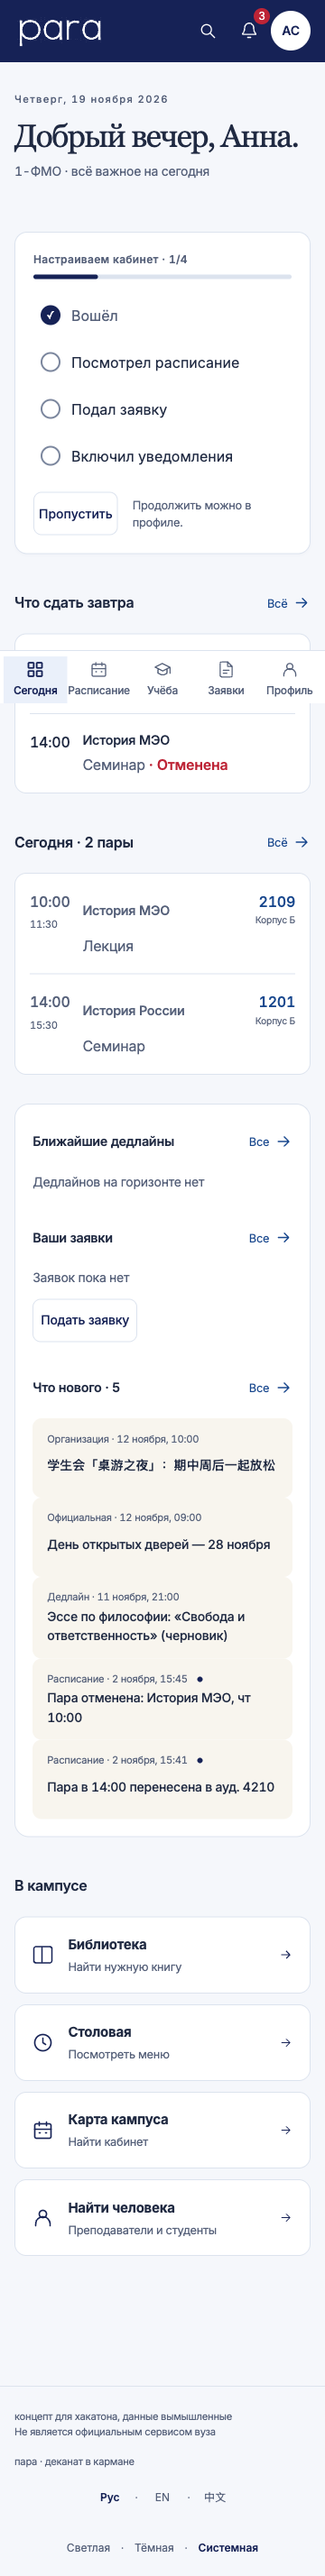 para
3
АС
Четверг, 19 ноября 2026
Добрый вечер, Анна.
1-ФМО · всё важное на сегодня
Настраиваем кабинет · 1/4
Вошёл
Посмотрел расписание
Подал заявку
Включил уведомления
Пропустить
Продолжить можно в
профиле.
Что сдать завтра
Всё
Сегодня
Расписание
Учёба
Заявки
Профиль
14:00
История МЭО
Семинар · Отменена
Сегодня · 2 пары
Всё
10:00
История МЭО
2109
11:30
Корпус Б
Лекция
14:00
История России
1201
15:30
Корпус Б
Семинар
Ближайшие дедлайны
Все
Дедлайнов на горизонте нет
Ваши заявки
Все
Заявок пока нет
Подать заявку
Что нового · 5
Все
Организация · 12 ноября, 10:00
学生会「桌游之夜」：期中周后一起放松
Официальная · 12 ноября, 09:00
День открытых дверей — 28 ноября
Дедлайн · 11 ноября, 21:00
Эссе по философии: «Свобода и
ответственность» (черновик)
Расписание · 2 ноября, 15:45
Пара отменена: История МЭО, чт
10:00
Расписание · 2 ноября, 15:41
Пара в 14:00 перенесена в ауд. 4210
В кампусе
Библиотека
Найти нужную книгу
Столовая
Посмотреть меню
Карта кампуса
Найти кабинет
Найти человека
Преподаватели и студенты
концепт для хакатона, данные вымышленные
Не является официальным сервисом вуза
пара · деканат в кармане
Рус · EN · 中文
Светлая · Тёмная · Системная